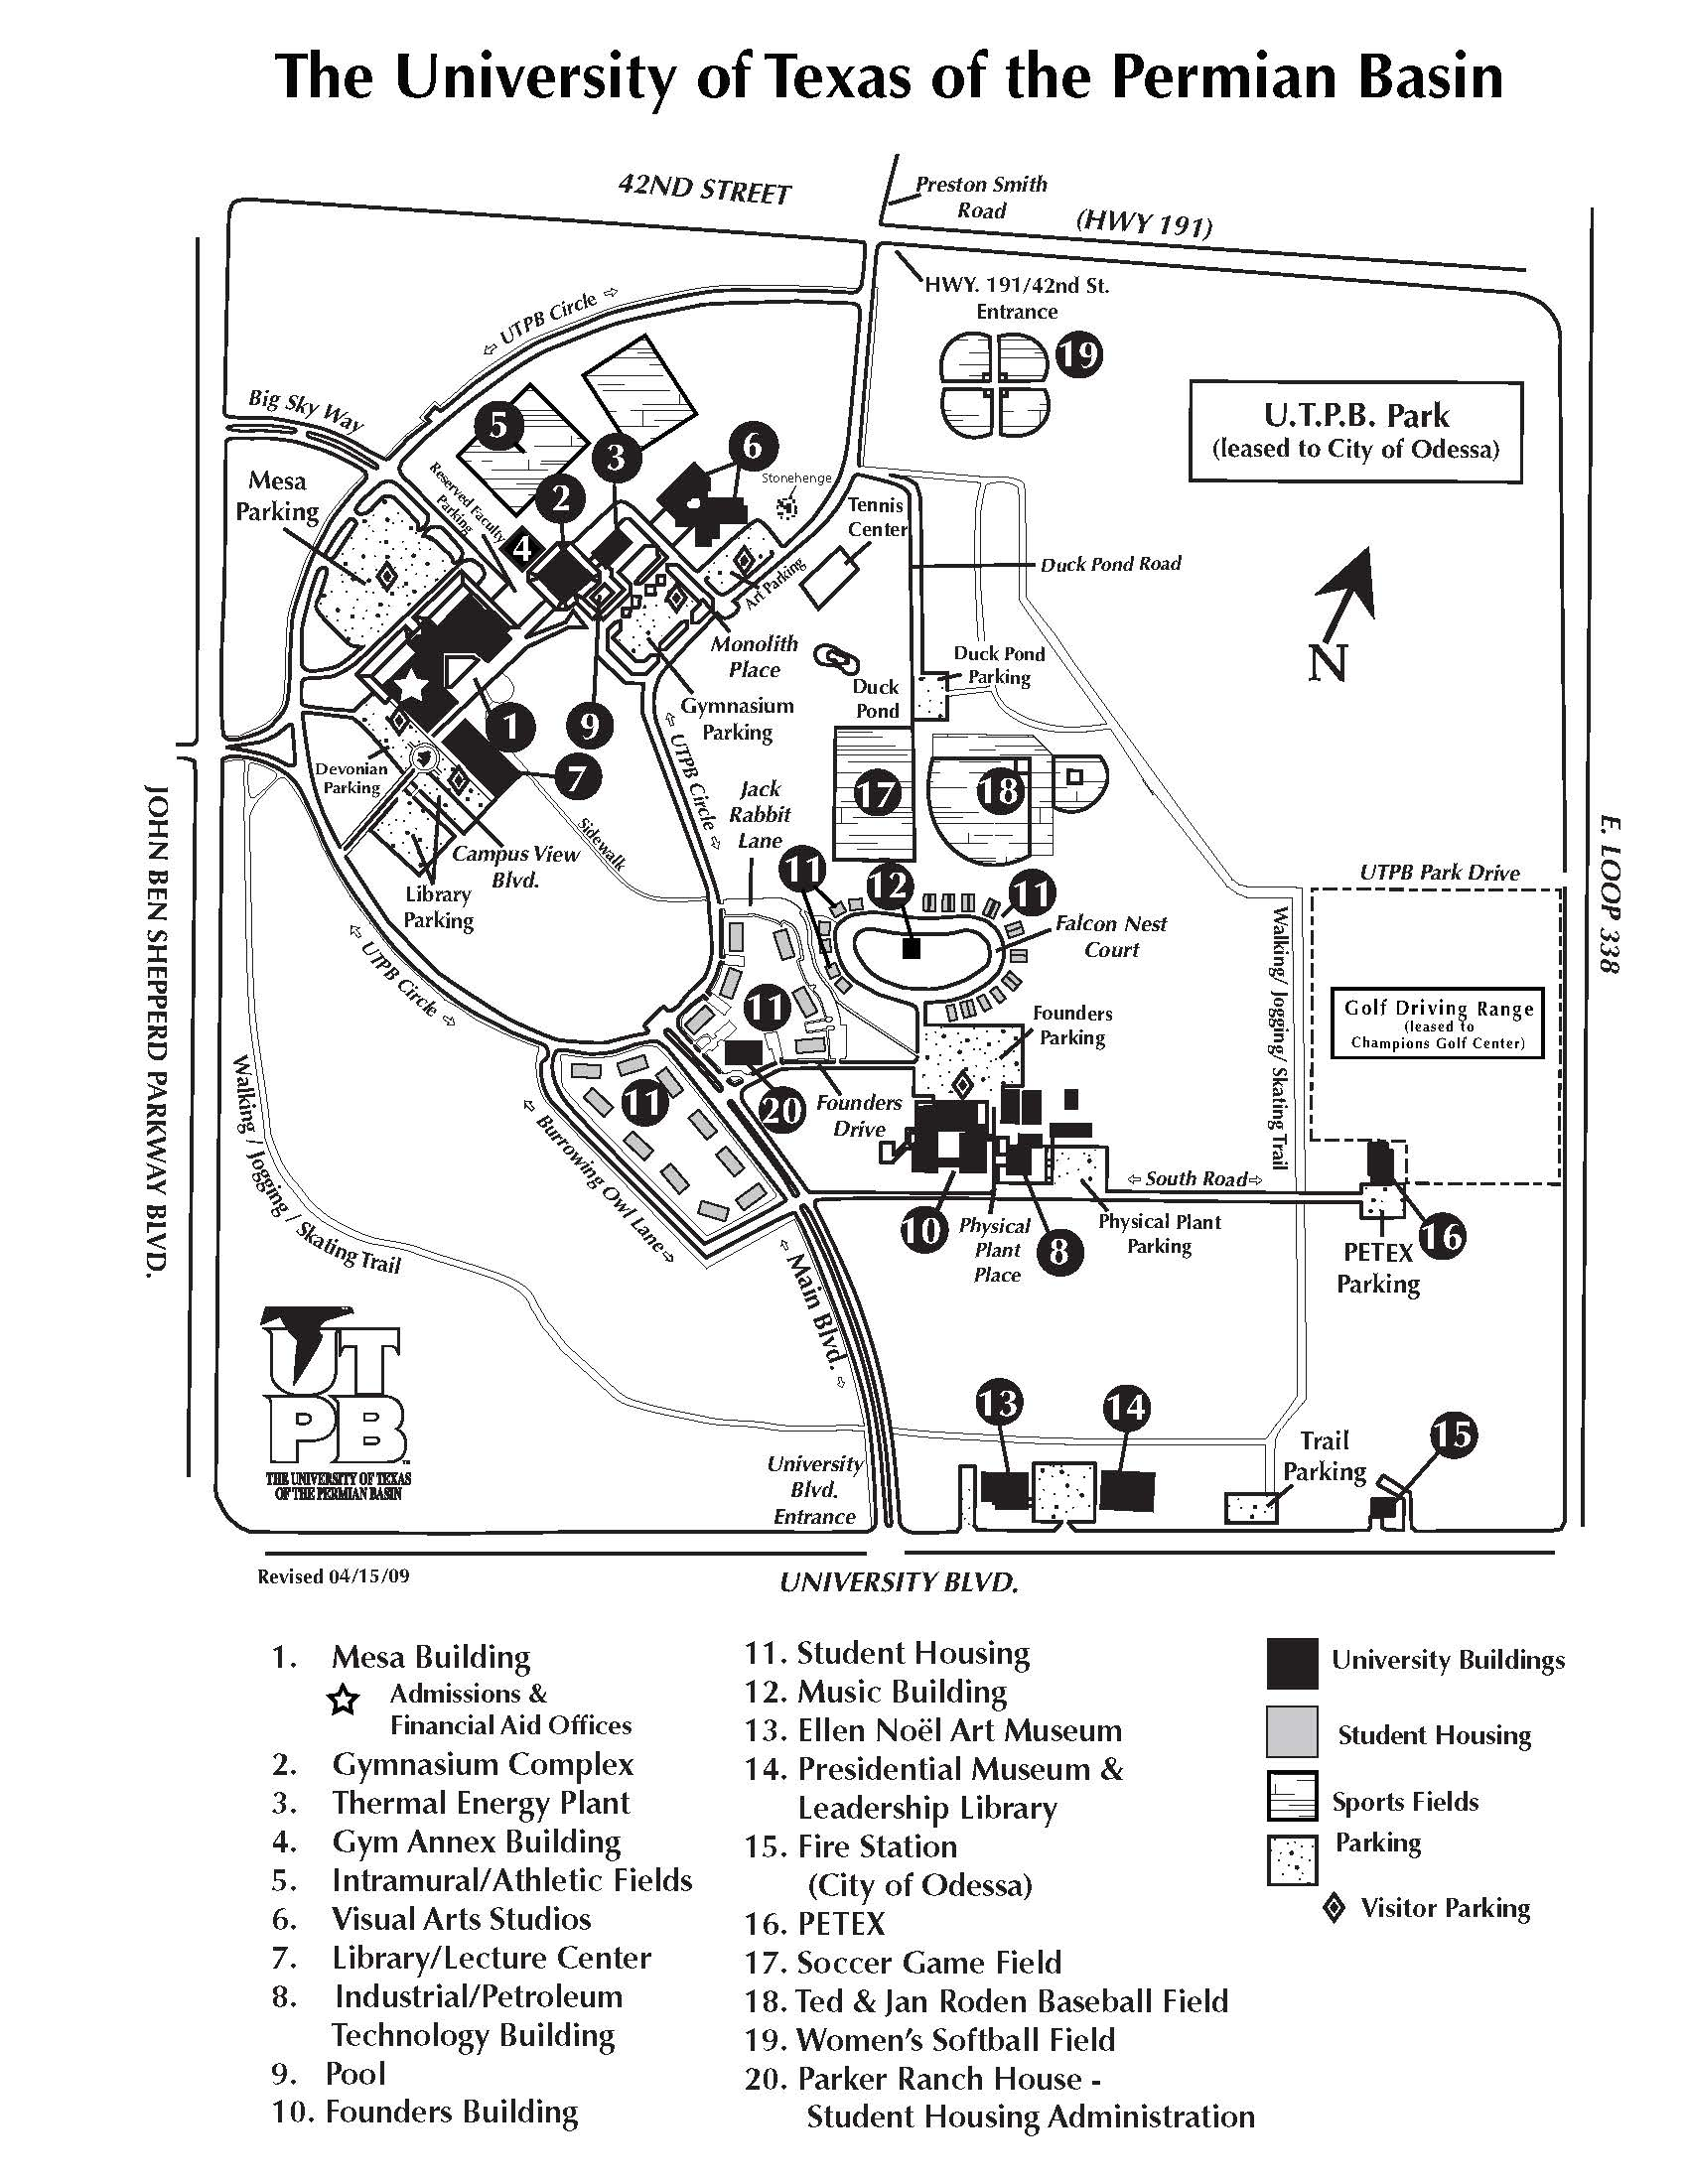 The University of Texas of the Permian Basin
42ND STREET
Preston Smith
Road
(HWY 191)
HWY. 191/42nd St.
Entrance
UTPB Circle
19
U.T.P.B. Park
(leased to City of Odessa)
Big Sky Way
5
3
6
Stonehenge
Mesa
Parking
Reserved Faculty
Parking
2
4
Tennis
Center
Art Parking
Duck Pond Road
N
Monolith
Place
Duck Pond
Parking
Duck
Pond
Gymnasium
Parking
1
9
7
Devonian
Parking
UTPB Circle
Jack
Rabbit
Lane
17
18
Sidewalk
Campus View
Blvd.
Library
Parking
11
12
11
Falcon Nest
Court
UTPB Park Drive
JOHN BEN SHEPPERD PARKWAY BLVD.
E. LOOP 338
UTPB Circle
Walking/ Jogging/ Skating Trail
Golf Driving Range
(leased to
Champions Golf Center)
11
Founders
Parking
11
20
Founders
Drive
Walking / Jogging / Skating Trail
Burrowing Owl Lane
South Road
10
Physical
Plant
Place
8
Physical Plant
Parking
16
PETEX
Parking
Main Blvd.
UTPB
THE UNIVERSITY OF TEXAS
OF THE PERMIAN BASIN
13
14
15
Trail
Parking
University
Blvd.
Entrance
Revised 04/15/09
UNIVERSITY BLVD.
1. Mesa Building
Admissions &
Financial Aid Offices
2. Gymnasium Complex
3. Thermal Energy Plant
4. Gym Annex Building
5. Intramural/Athletic Fields
6. Visual Arts Studios
7. Library/Lecture Center
8. Industrial/Petroleum
Technology Building
9. Pool
10. Founders Building
11. Student Housing
12. Music Building
13. Ellen Noël Art Museum
14. Presidential Museum &
Leadership Library
15. Fire Station
(City of Odessa)
16. PETEX
17. Soccer Game Field
18. Ted & Jan Roden Baseball Field
19. Women's Softball Field
20. Parker Ranch House -
Student Housing Administration
University Buildings
Student Housing
Sports Fields
Parking
Visitor Parking